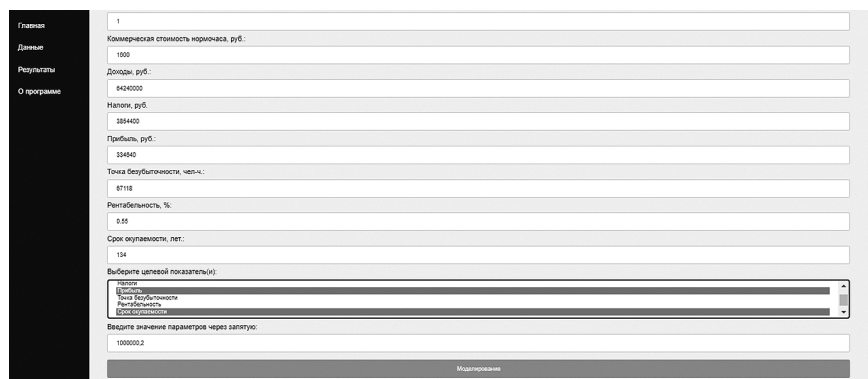 Главная
Данные
Результаты
О программе
1
Коммерческая стоимость нормочаса, руб.:
1600
Доходы, руб.:
64240000
Налоги, руб.
3854400
Прибыль, руб.:
334640
Точка безубыточности, чел-ч.:
67118
Рентабельность, %:
0.55
Срок окупаемости, лет.:
134
Выберите целевой показатель(и):
Налоги
Прибыль
Точка безубыточности
Рентабельность
Срок окупаемости
Введите значение параметров через запятую:
1000000,2
Моделирование